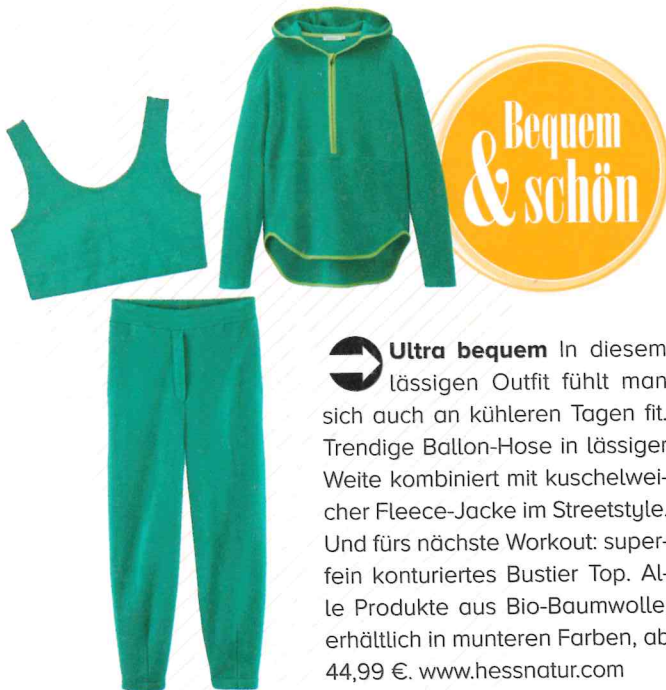 Bequem
& schön
Ultra bequem In diesem
lässigen Outfit fühlt man
sich auch an kühleren Tagen fit.
Trendige Ballon-Hose in lässiger
Weite kombiniert mit kuschelwei-
cher Fleece-Jacke im Streetstyle.
Und fürs nächste Workout: super-
fein konturiertes Bustier Top. Al-
le Produkte aus Bio-Baumwolle
erhältlich in munteren Farben, ab
44,99 €. www.hessnatur.com